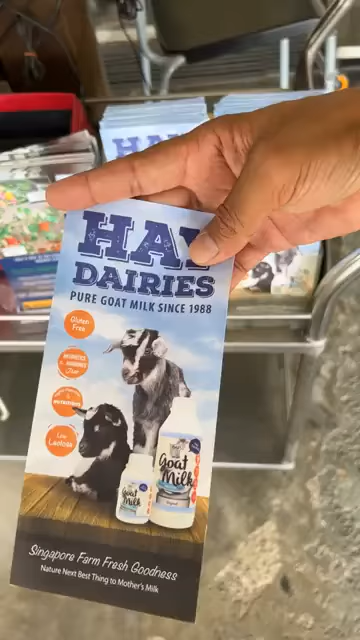 HAY
HAY
DAIRIES
PURE GOAT MILK SINCE 1988
Gluten
Free
Low
Lactose
Goat
Milk
Goat
Milk
Singapore Farm Fresh Goodness
Nature Next Best Thing to Mother's Milk